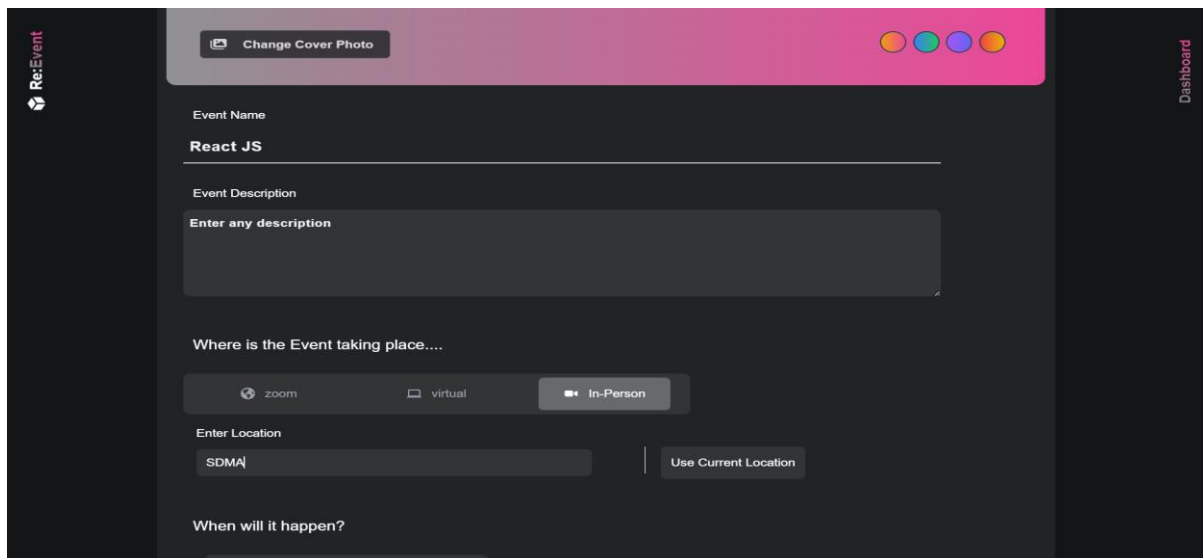 Re:Event
Change Cover Photo
Dashboard
Event Name
React JS
Event Description
Enter any description
Where is the Event taking place....
zoom virtual In-Person
Enter Location
SDMA
Use Current Location
When will it happen?